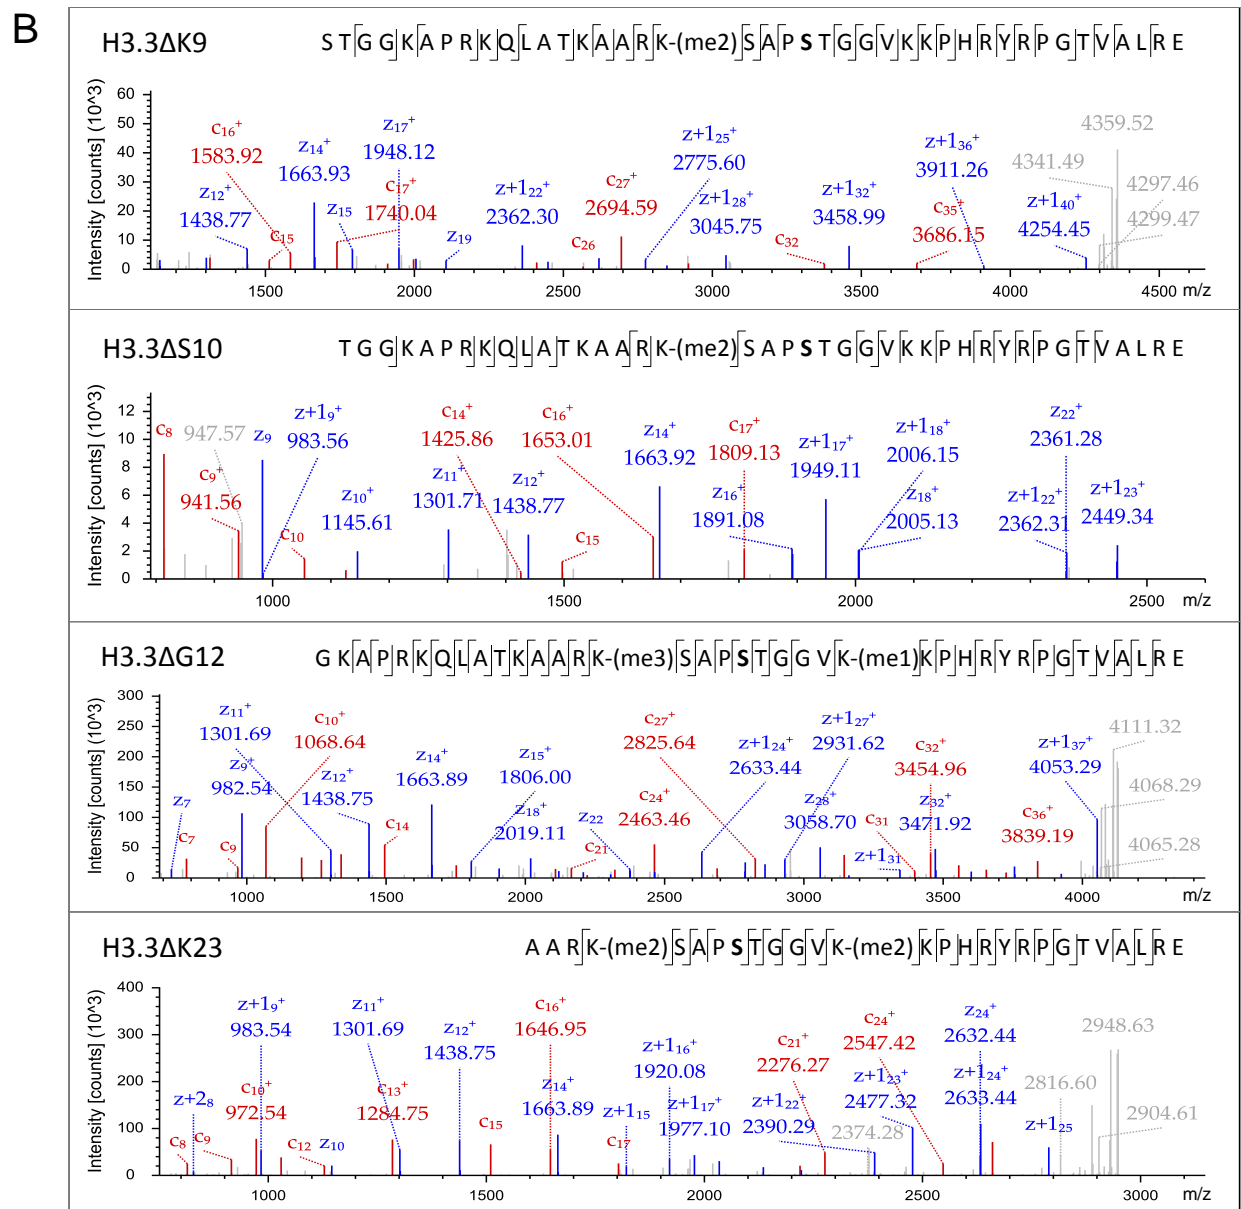 B
H3.3ΔK9
S T G G K A P R K Q L A T K A A R K-(me2) S A P S T G G V K K P H R Y R P G T V A L R E
Intensity [counts] (10^3)
60
50
40
30
20
10
0
c₁₆⁺
1583.92
z₁₂⁺
1438.77
c₁₅
z₁₄⁺
1663.93
z₁₅
z₁₇⁺
1948.12
c₁₇⁺
1740.04
z₁₉
z+1₂₂⁺
2362.30
c₂₆
c₂₇⁺
2694.59
z+1₂₅⁺
2775.60
z+1₂₈⁺
3045.75
c₃₂
z+1₃₂⁺
3458.99
c₃₅⁺
3686.15
z+1₃₆⁺
3911.26
z+1₄₀⁺
4254.45
4359.52
4341.49
4297.46
4299.47
1500 2000 2500 3000 3500 4000 4500 m/z
H3.3ΔS10
T G G K A P R K Q L A T K A A R K-(me2) S A P S T G G V K K P H R Y R P G T V A L R E
Intensity [counts] (10^3)
12
10
8
6
4
2
0
c₈
947.57
c₉⁺
941.56
z₉
z+1₉⁺
983.56
c₁₀
z₁₀⁺
1145.61
c₁₄⁺
1425.86
z₁₁⁺
1301.71
z₁₂⁺
1438.77
c₁₆⁺
1653.01
c₁₅
z₁₄⁺
1663.92
c₁₇⁺
1809.13
z₁₆⁺
1891.08
z+1₁₇⁺
1949.11
z+1₁₈⁺
2006.15
z₁₈⁺
2005.13
z₂₂⁺
2361.28
z+1₂₂⁺
2362.31
z+1₂₃⁺
2449.34
1000 1500 2000 2500 m/z
H3.3ΔG12
G K A P R K Q L A T K A A R K-(me3) S A P S T G G V K-(me1) K P H R Y R P G T V A L R E
Intensity [counts] (10^3)
300
250
200
150
100
50
0
z₇
c₇
z₁₁⁺
1301.69
z₉⁺
982.54
c₉
c₁₀⁺
1068.64
z₁₂⁺
1438.75
c₁₄
z₁₄⁺
1663.89
z₁₅⁺
1806.00
z₁₈⁺
2019.11
z₂₂
c₂₁
c₂₇⁺
2825.64
c₂₄⁺
2463.46
z+1₂₄⁺
2633.44
z+1₂₇⁺
2931.62
z₂₈⁺
3058.70
c₃₁
z+1₃₁
c₃₂⁺
3454.96
z₃₂⁺
3471.92
c₃₆⁺
3839.19
z+1₃₇⁺
4053.29
4111.32
4068.29
4065.28
1000 1500 2000 2500 3000 3500 4000 m/z
H3.3ΔK23
A A R K-(me2) S A P S T G G V K-(me2) K P H R Y R P G T V A L R E
Intensity [counts] (10^3)
400
300
200
100
0
z+2₈
c₈
c₉
z+1₉⁺
983.54
c₁₀⁺
972.54
c₁₂
z₁₀
z₁₁⁺
1301.69
c₁₃⁺
1284.75
z₁₂⁺
1438.75
c₁₅
c₁₆⁺
1646.95
z₁₄⁺
1663.89
z+1₁₅
c₁₇
z+1₁₆⁺
1920.08
z+1₁₇⁺
1977.10
c₂₁⁺
2276.27
z+1₂₂⁺
2390.29
2374.28
c₂₄⁺
2547.42
z+1₂₃⁺
2477.32
z₂₄⁺
2632.44
z+1₂₄⁺
2633.44
z+1₂₅
2948.63
2816.60
2904.61
1000 1500 2000 2500 3000 m/z